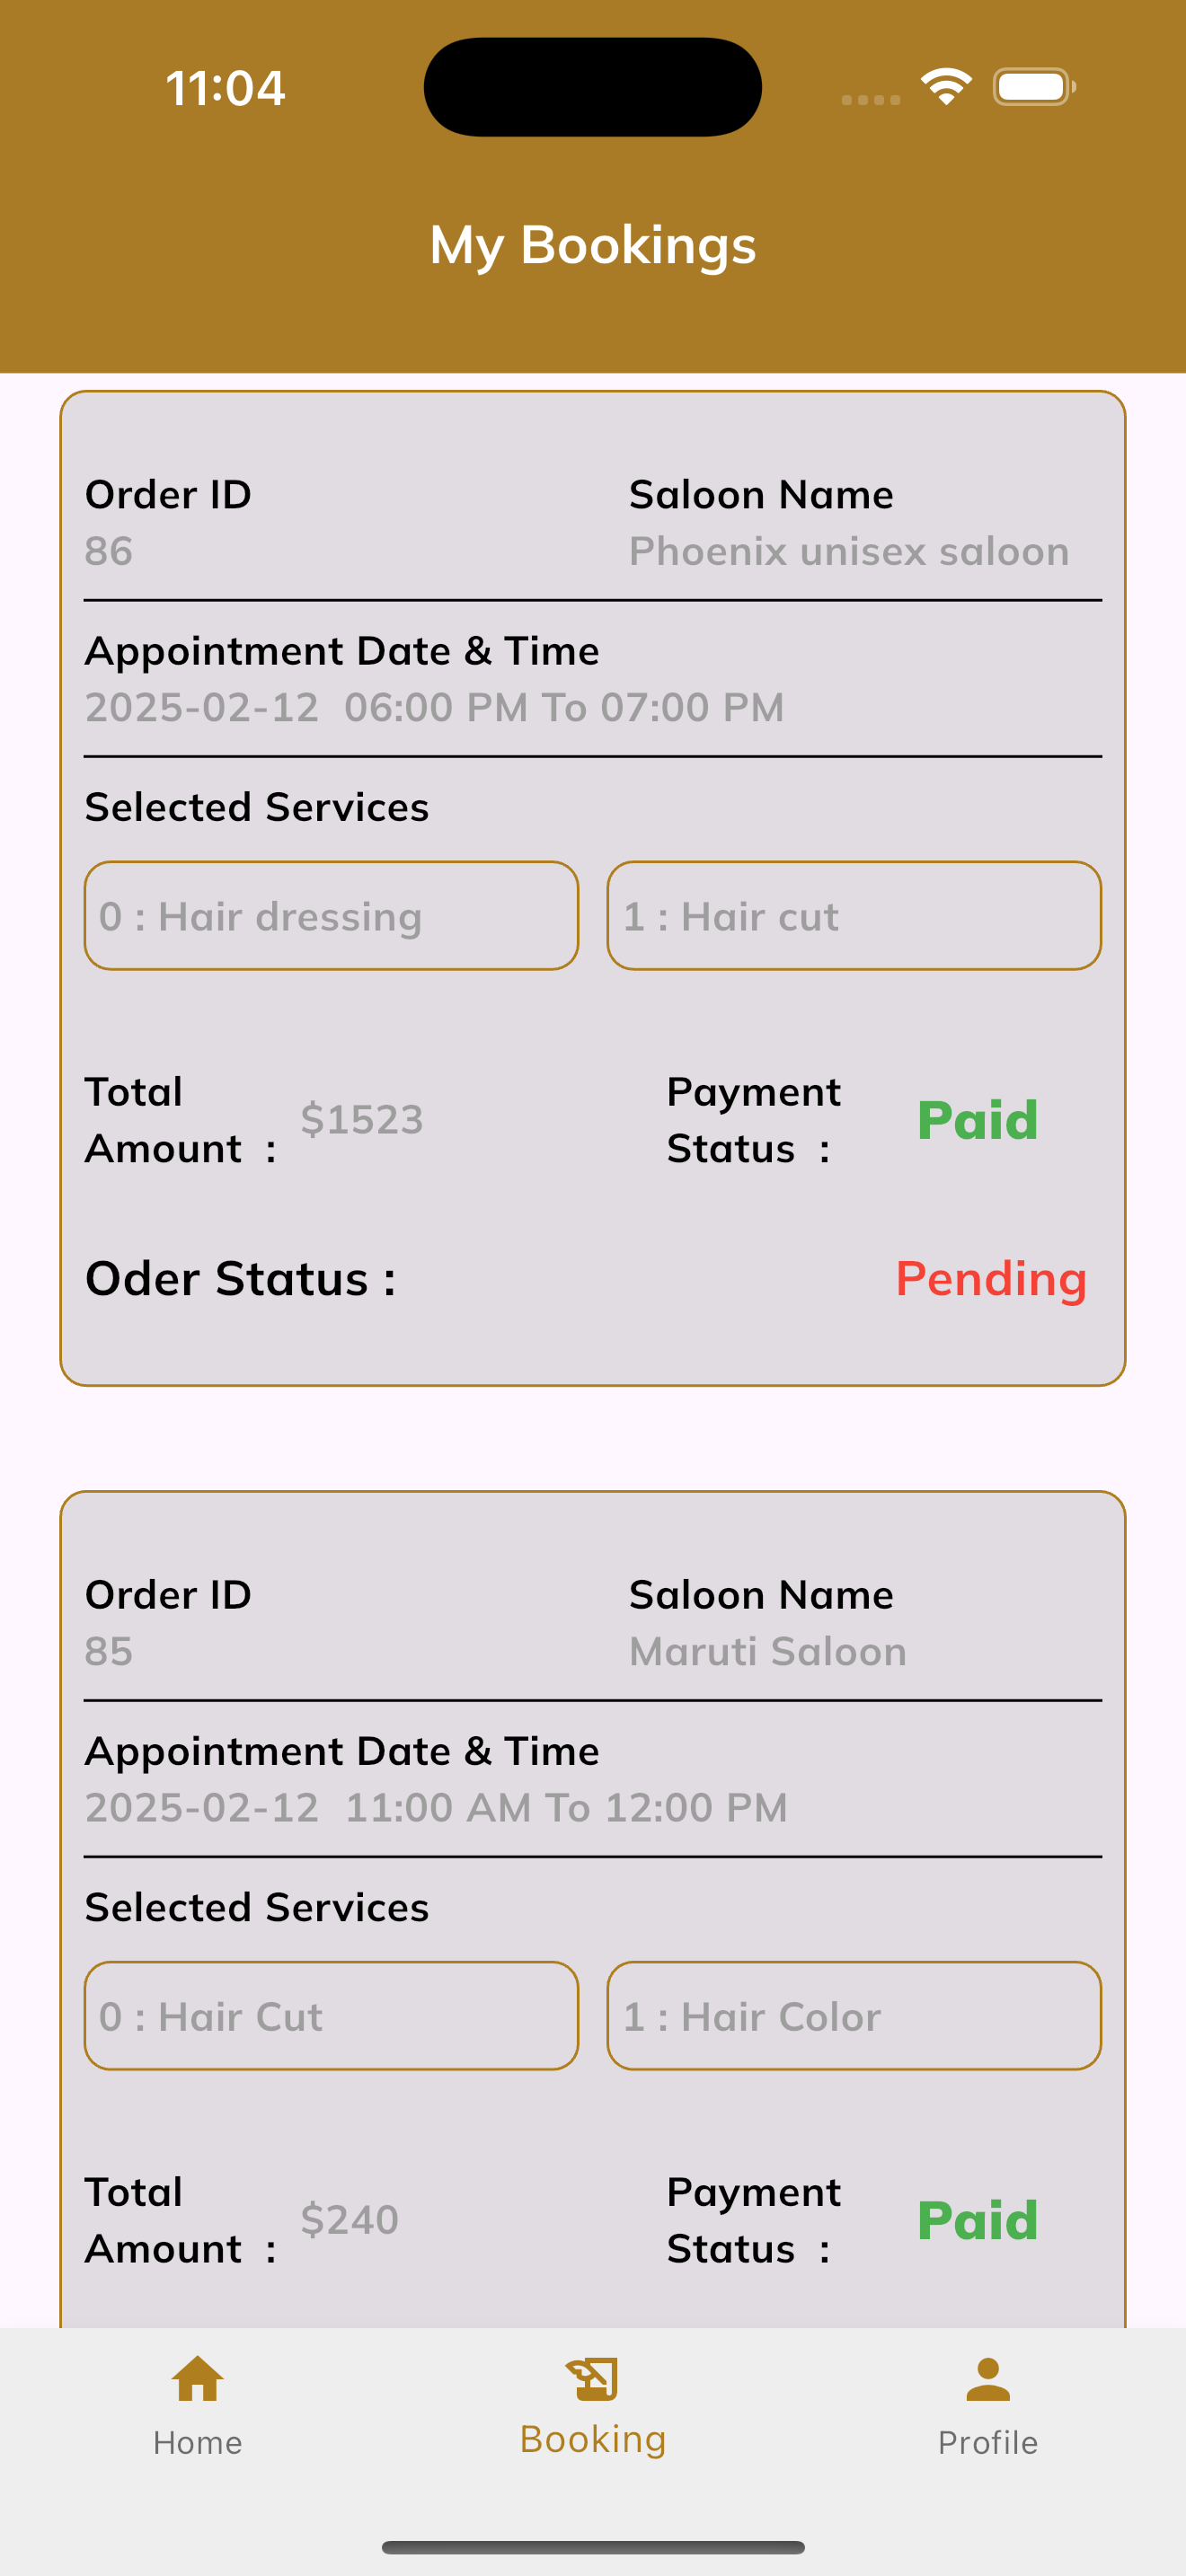 11:04
My Bookings
Order ID
Saloon Name
86
Phoenix unisex saloon
Appointment Date & Time
2025-02-12  06:00 PM To 07:00 PM
Selected Services
0 : Hair dressing
1 : Hair cut
Total
Amount  :
$1523
Payment
Status  :
Paid
Oder Status :
Pending
Order ID
Saloon Name
85
Maruti Saloon
Appointment Date & Time
2025-02-12  11:00 AM To 12:00 PM
Selected Services
0 : Hair Cut
1 : Hair Color
Total
Amount  :
$240
Payment
Status  :
Paid
Home
Booking
Profile